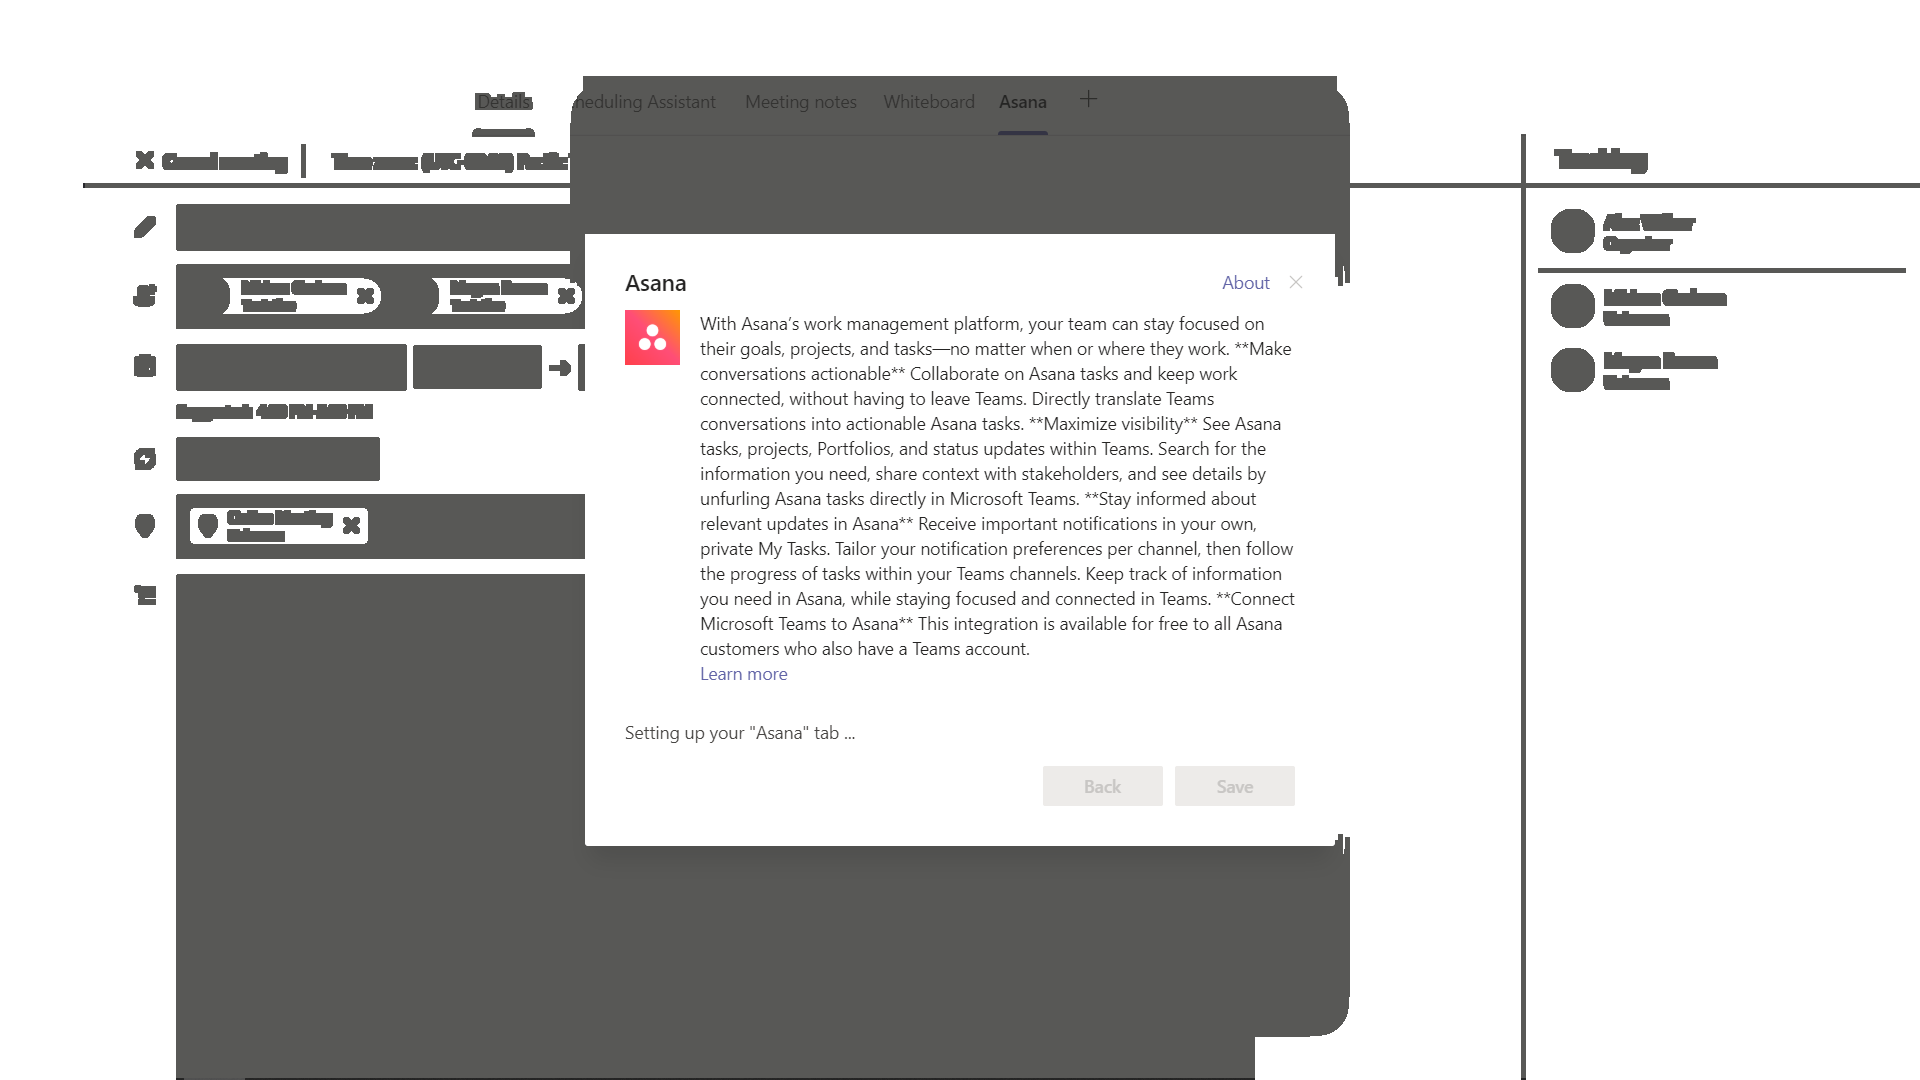 Details
heduling Assistant
Meeting notes
Whiteboard
Asana
Asana
About
With Asana’s work management platform, your team can stay focused on
their goals, projects, and tasks—no matter when or where they work. **Make
conversations actionable** Collaborate on Asana tasks and keep work
connected, without having to leave Teams. Directly translate Teams
conversations into actionable Asana tasks. **Maximize visibility** See Asana
tasks, projects, Portfolios, and status updates within Teams. Search for the
information you need, share context with stakeholders, and see details by
unfurling Asana tasks directly in Microsoft Teams. **Stay informed about
relevant updates in Asana** Receive important notifications in your own,
private My Tasks. Tailor your notification preferences per channel, then follow
the progress of tasks within your Teams channels. Keep track of information
you need in Asana, while staying focused and connected in Teams. **Connect
Microsoft Teams to Asana** This integration is available for free to all Asana
customers who also have a Teams account.
Learn more
Setting up your "Asana" tab ...
Back
Save
Cancel meeting
Tracking